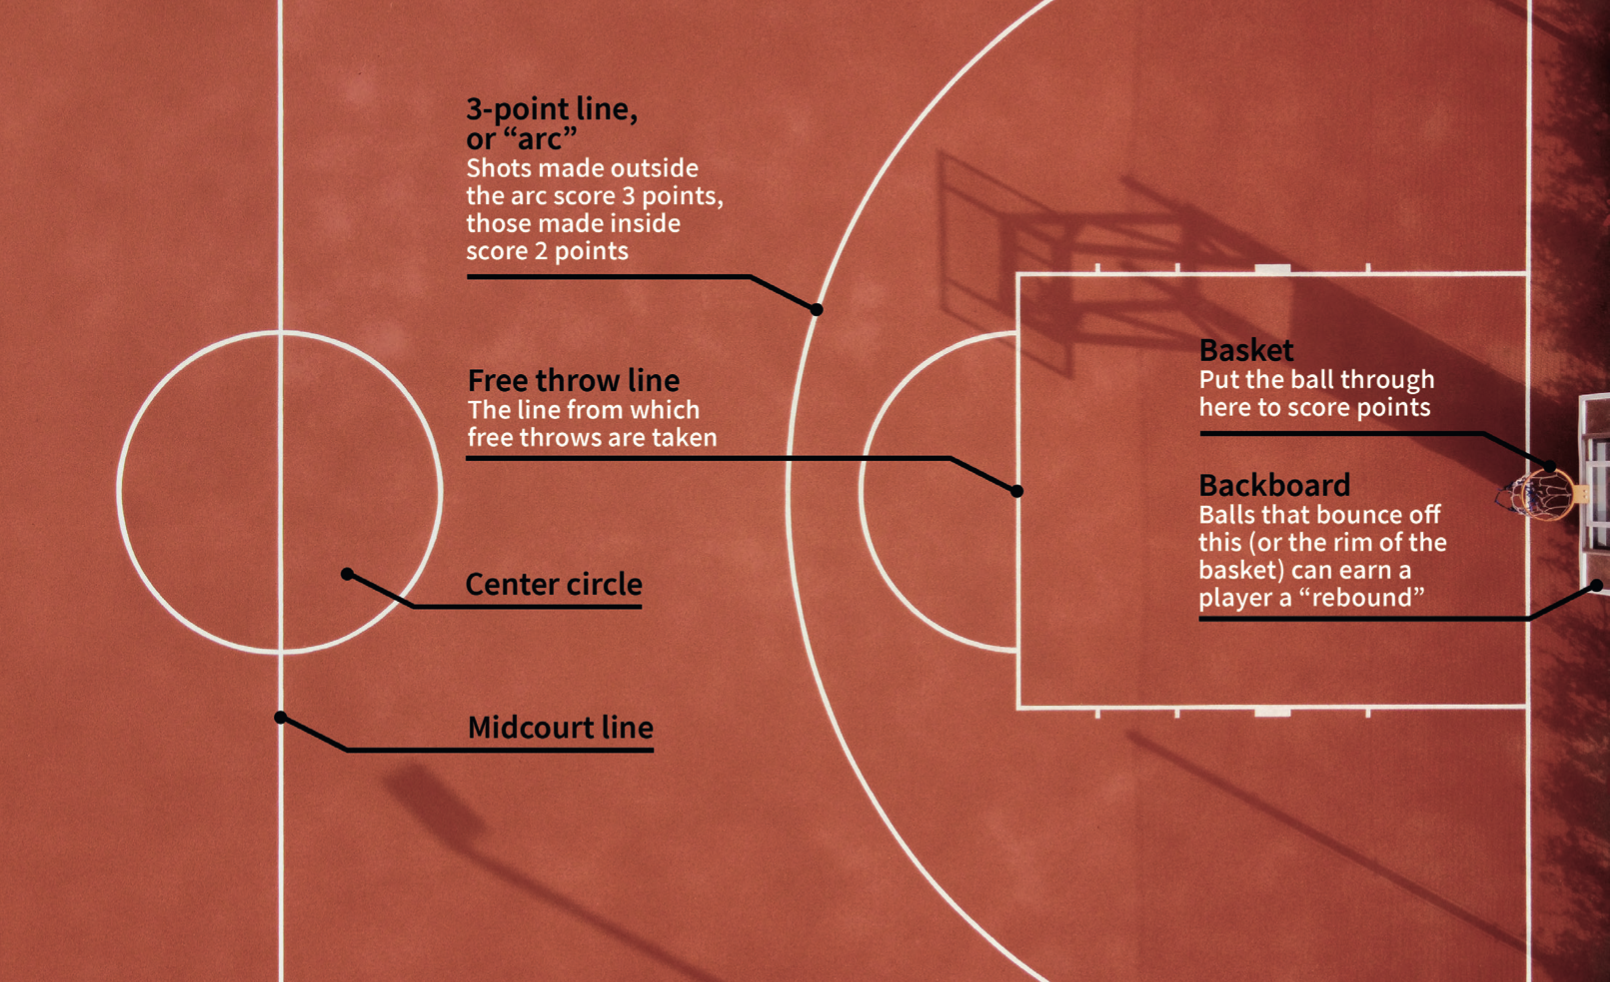 3-point line,
or “arc”
Shots made outside
the arc score 3 points,
those made inside
score 2 points
Free throw line
The line from which
free throws are taken
Center circle
Midcourt line
Basket
Put the ball through
here to score points
Backboard
Balls that bounce off
this (or the rim of the
basket) can earn a
player a “rebound”